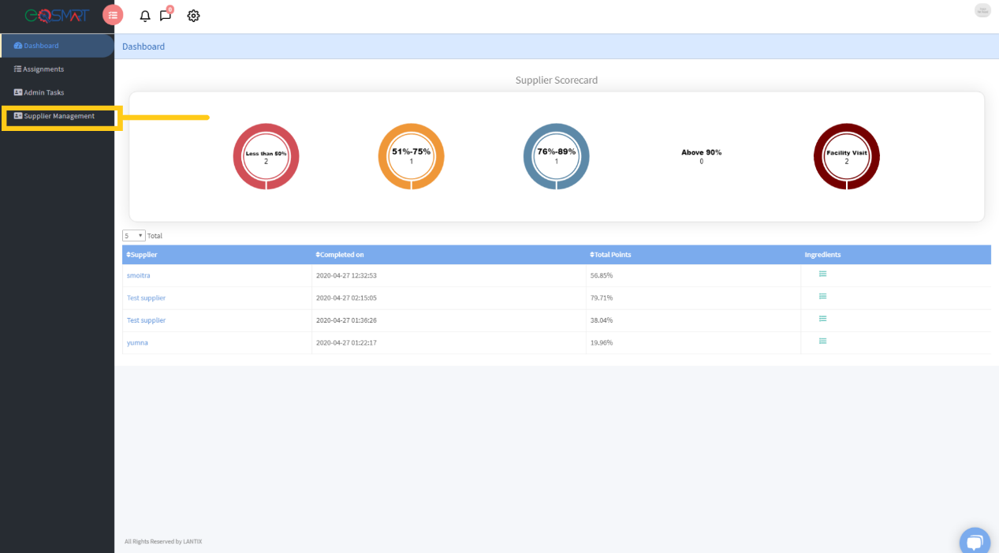 eQSMART
0
Dashboard
Assignments
Admin Tasks
Supplier Management
Dashboard
Supplier Scorecard
Less than 50%
2
51%-75%
1
76%-89%
1
Above 90%
0
Facility Visit
2
5 Total
Supplier Completed on Total Points Ingredients
smoitra 2020-04-27 12:32:53 56.85%
Test supplier 2020-04-27 02:15:05 79.71%
Test supplier 2020-04-27 01:36:26 38.04%
yumna 2020-04-27 01:22:17 19.96%
All Rights Reserved by LANTIX